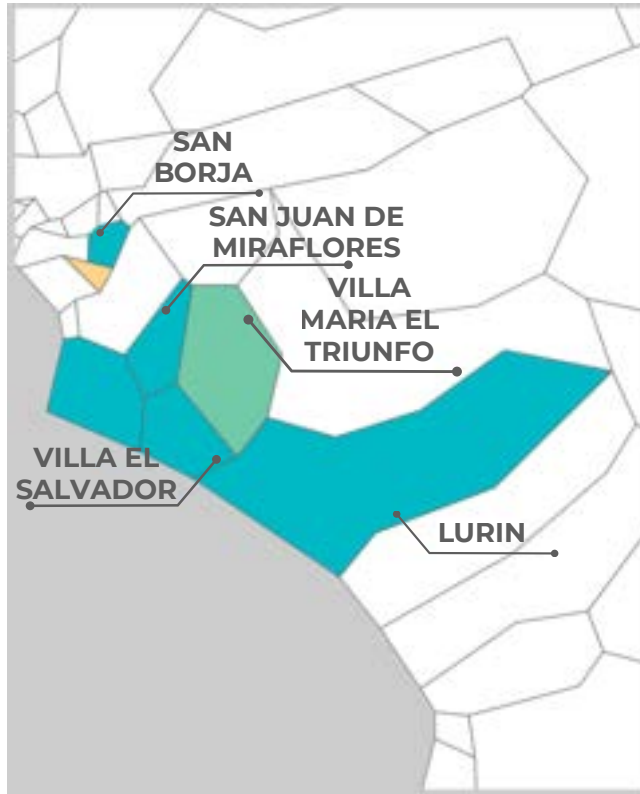 SAN
BORJA
SAN JUAN DE
MIRAFLORES
VILLA
MARIA EL
TRIUNFO
VILLA EL
SALVADOR
LURIN